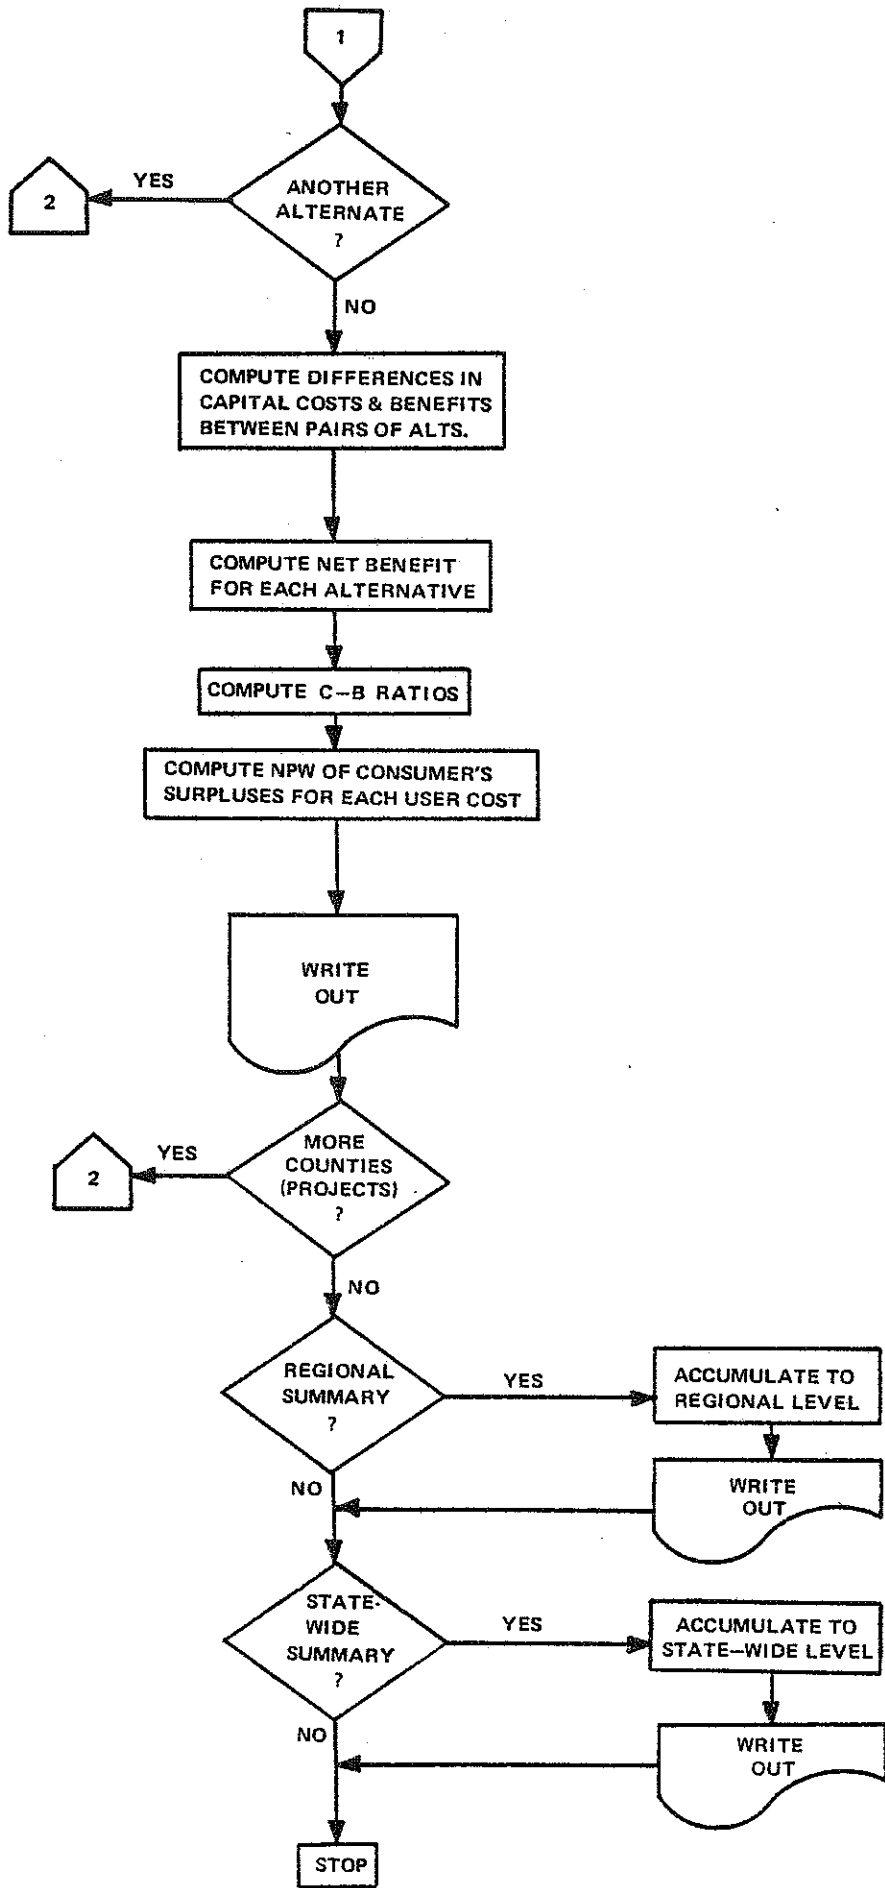 1
ANOTHER
ALTERNATE
?
YES
2
NO
COMPUTE DIFFERENCES IN
CAPITAL COSTS & BENEFITS
BETWEEN PAIRS OF ALTS.
COMPUTE NET BENEFIT
FOR EACH ALTERNATIVE
COMPUTE C–B RATIOS
COMPUTE NPW OF CONSUMER'S
SURPLUSES FOR EACH USER COST
WRITE
OUT
MORE
COUNTIES
(PROJECTS)
?
YES
2
NO
REGIONAL
SUMMARY
?
YES
ACCUMULATE TO
REGIONAL LEVEL
WRITE
OUT
NO
STATE-
WIDE
SUMMARY
?
YES
ACCUMULATE TO
STATE–WIDE LEVEL
WRITE
OUT
NO
STOP